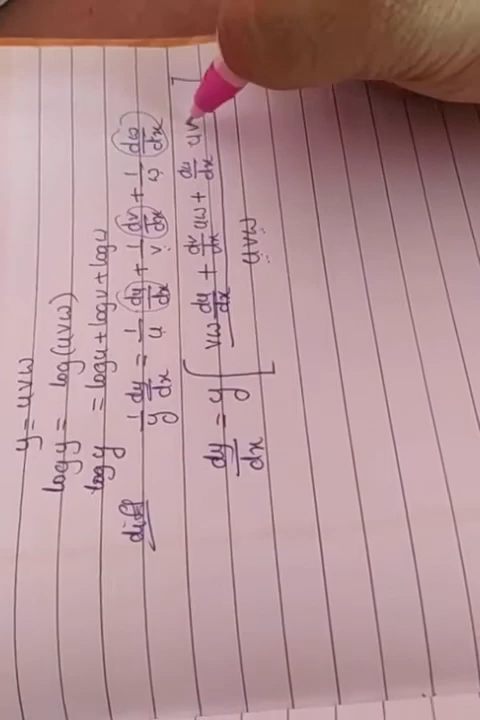 y = uvw
log y = log(uvw)
log y = log u + log v + log u
diff
1/y dy/dx = 1/u du/dx + 1/v dv/dx + 1/w dw/dx
dy/dx = y [ (vw du/dx + dv/dx uw + du/dx uv) / uvw ]